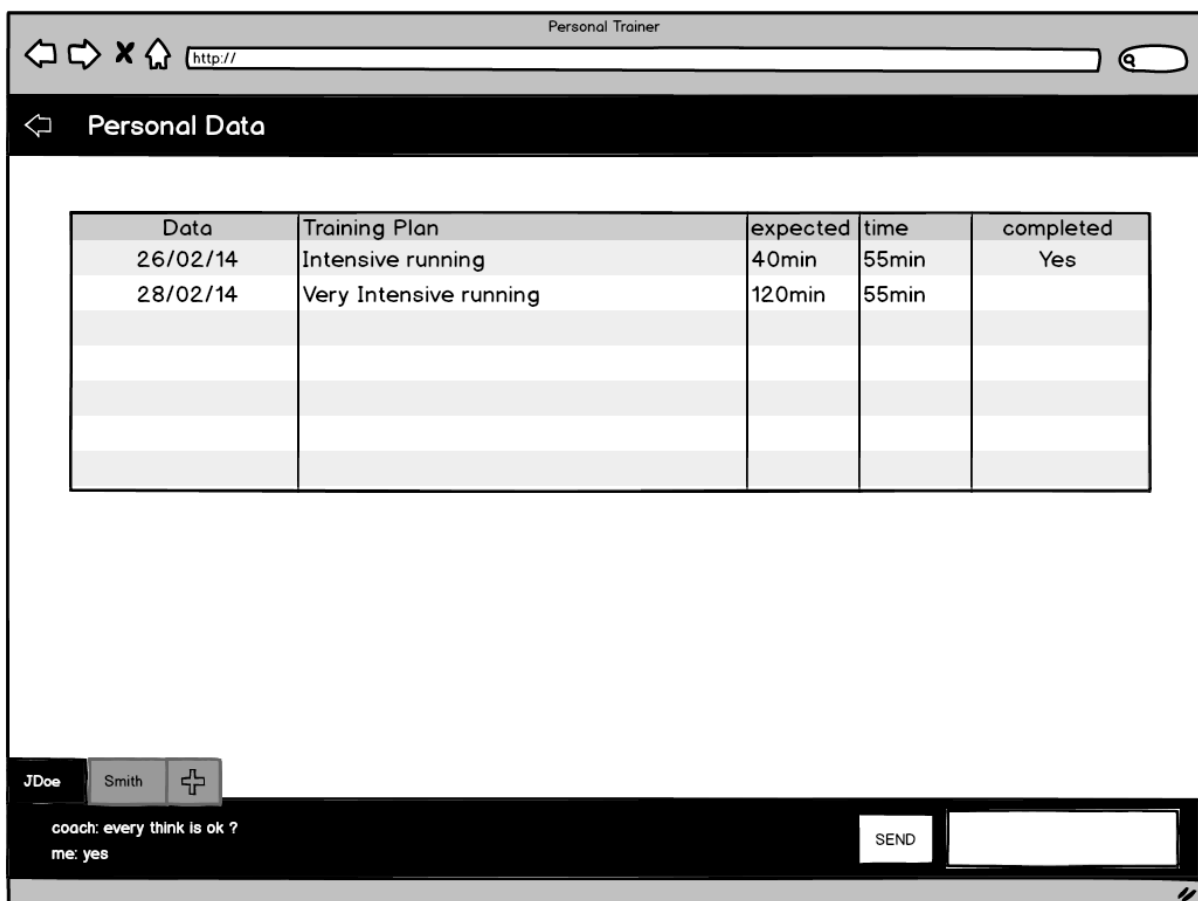 Personal Trainer
http://
Personal Data
Data Training Plan expected time completed
26/02/14 Intensive running 40min 55min Yes
28/02/14 Very Intensive running 120min 55min
JDoe Smith
coach: every think is ok ?
me: yes
SEND